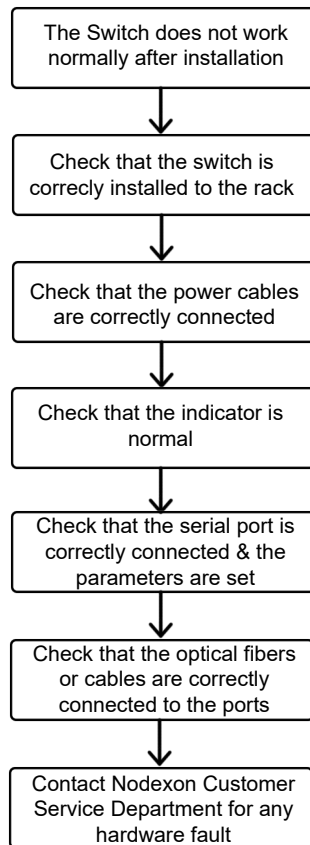 The Switch does not work
normally after installation
Check that the switch is
correcly installed to the rack
Check that the power cables
are correctly connected
Check that the indicator is
normal
Check that the serial port is
correctly connected & the
parameters are set
Check that the optical fibers
or cables are correctly
connected to the ports
Contact Nodexon Customer
Service Department for any
hardware fault